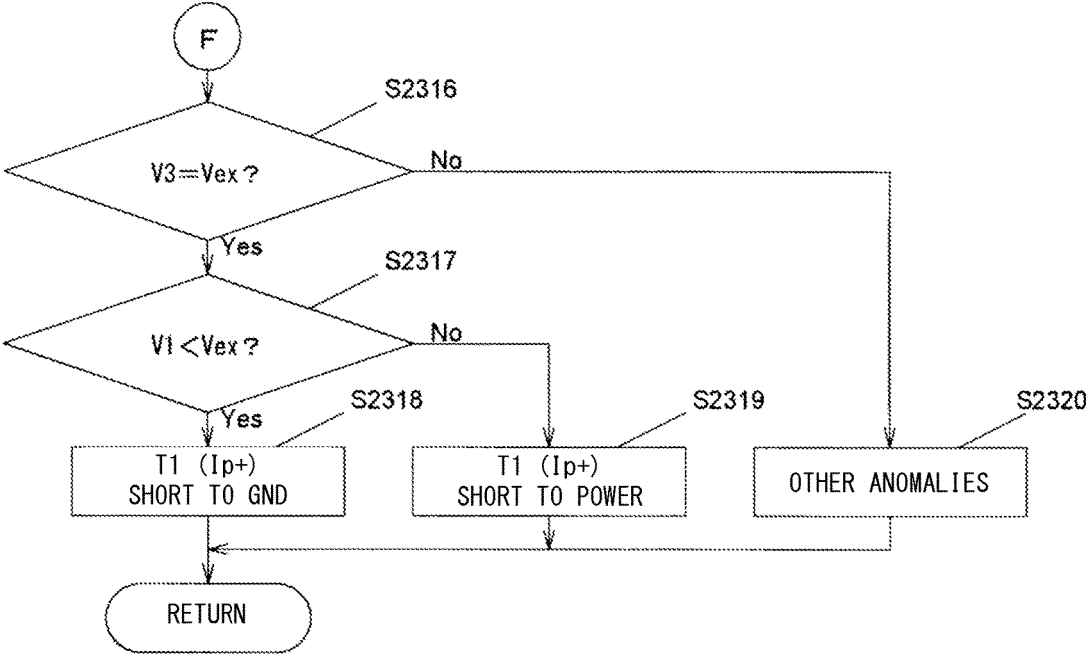 F
S2316
V3=Vex?
No
Yes
S2317
V1<Vex?
No
Yes
S2318
S2319
S2320
T1 (Ip+)
SHORT TO GND
T1 (Ip+)
SHORT TO POWER
OTHER ANOMALIES
RETURN